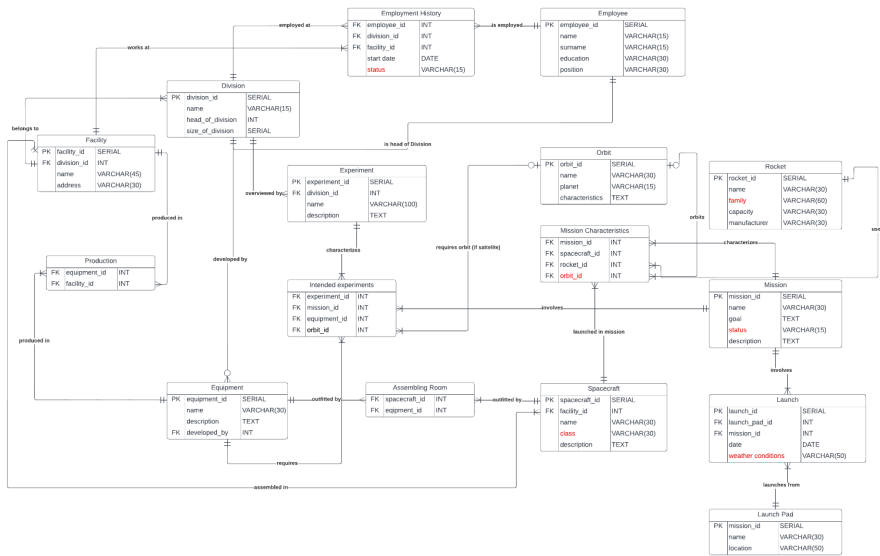 Employment History
FK employee_id INT
FK division_id INT
FK facility_id INT
start date DATE
status VARCHAR(15)
Employee
PK employee_id SERIAL
name VARCHAR(15)
surname VARCHAR(15)
education VARCHAR(30)
position VARCHAR(30)
employed at
is employed
works at
Division
PK division_id SERIAL
name VARCHAR(15)
head_of_division INT
size_of_division SERIAL
belongs to
is head of Division
Facility
PK facility_id SERIAL
FK division_id INT
name VARCHAR(45)
address VARCHAR(30)
Experiment
PK experiment_id SERIAL
FK division_id INT
name VARCHAR(100)
description TEXT
overviewed by
Orbit
PK orbit_id SERIAL
name VARCHAR(30)
planet VARCHAR(15)
characteristics TEXT
Rocket
PK rocket_id SERIAL
name VARCHAR(30)
family VARCHAR(60)
capacity VARCHAR(30)
manufacturer VARCHAR(30)
produced in
orbits
use
Mission Characteristics
FK mission_id INT
FK spacecraft_id INT
FK rocket_id INT
FK orbit_id INT
characterizes
requires orbit (if sattelite)
characterizes
developed by
Production
FK equipment_id INT
FK facility_id INT
Intended experiments
FK experiment_id INT
FK mission_id INT
FK equipment_id INT
FK orbit_id INT
involves
Mission
PK mission_id SERIAL
name VARCHAR(30)
goal TEXT
status VARCHAR(15)
description TEXT
launched in mission
produced in
involves
Equipment
PK equipment_id SERIAL
name VARCHAR(30)
description TEXT
FK developed_by INT
outfitted by
Assembling Room
FK spacecraft_id INT
FK eqipment_id INT
outfitted by
Spacecraft
PK spacecraft_id SERIAL
FK facility_id INT
name VARCHAR(30)
class VARCHAR(30)
description TEXT
Launch
PK launch_id SERIAL
FK launch_pad_id INT
FK mission_id INT
date DATE
weather conditions VARCHAR(50)
requires
assembled in
launches from
Launch Pad
PK mission_id SERIAL
name VARCHAR(30)
location VARCHAR(50)